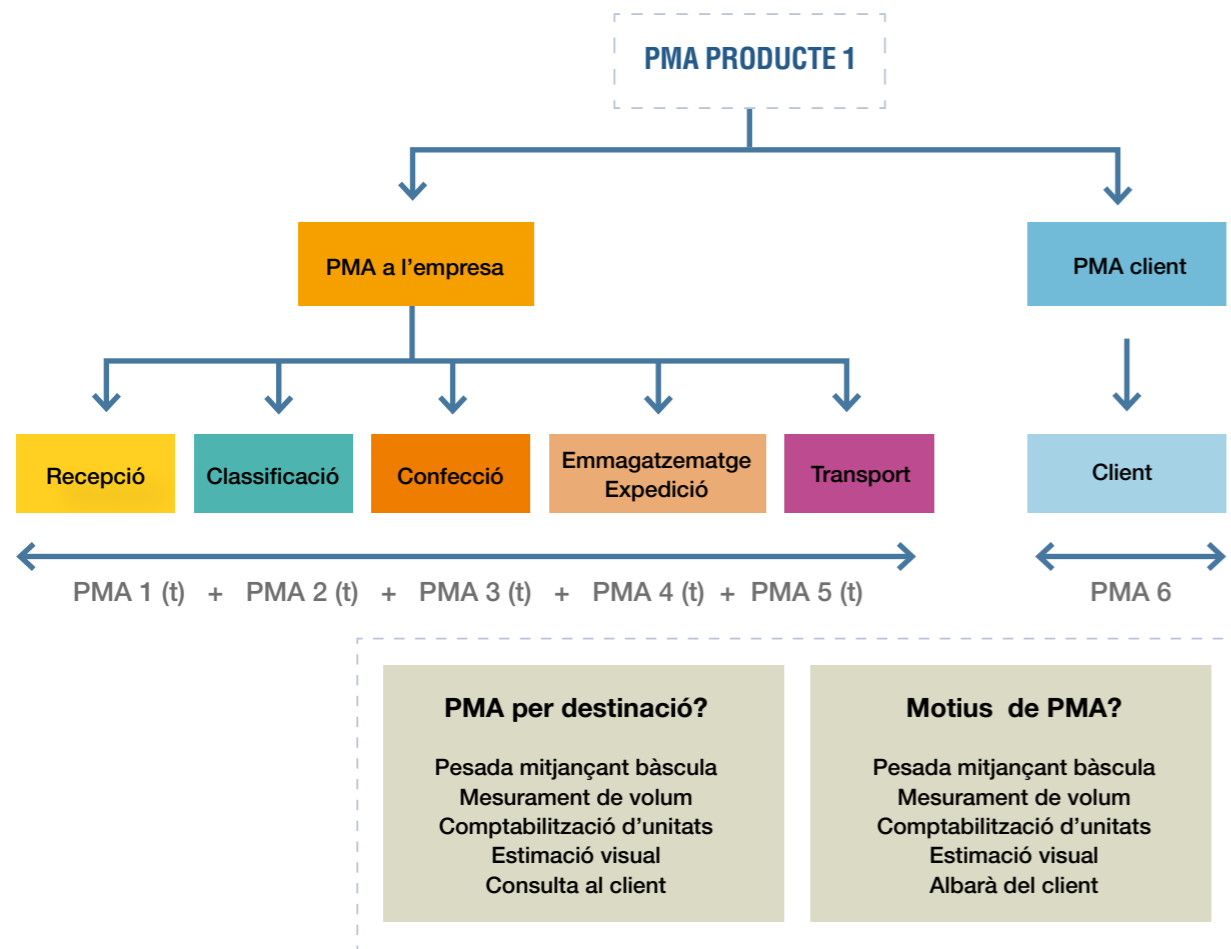 PMA PRODUCTE 1
PMA a l’empresa
PMA client
Recepció
Classificació
Confecció
Emmagatzematge
Expedició
Transport
Client
PMA 1 (t) + PMA 2 (t) + PMA 3 (t) + PMA 4 (t) + PMA 5 (t)
PMA 6
PMA per destinació?
Pesada mitjançant bàscula
Mesurament de volum
Comptabilització d’unitats
Estimació visual
Consulta al client
Motius de PMA?
Pesada mitjançant bàscula
Mesurament de volum
Comptabilització d’unitats
Estimació visual
Albarà del client